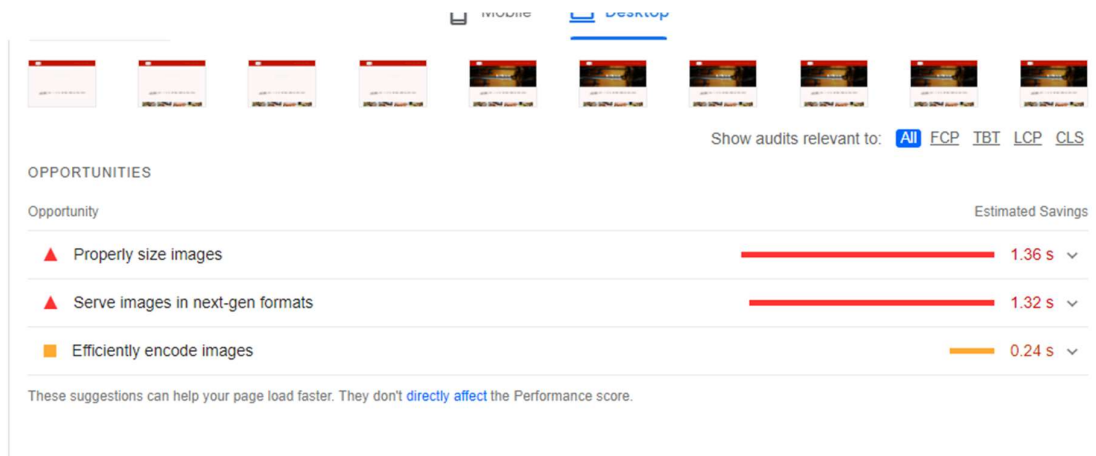 Mobile Desktop
Show audits relevant to: All FCP TBT LCP CLS
OPPORTUNITIES
Opportunity Estimated Savings
Properly size images 1.36 s
Serve images in next-gen formats 1.32 s
Efficiently encode images 0.24 s
These suggestions can help your page load faster. They don't directly affect the Performance score.